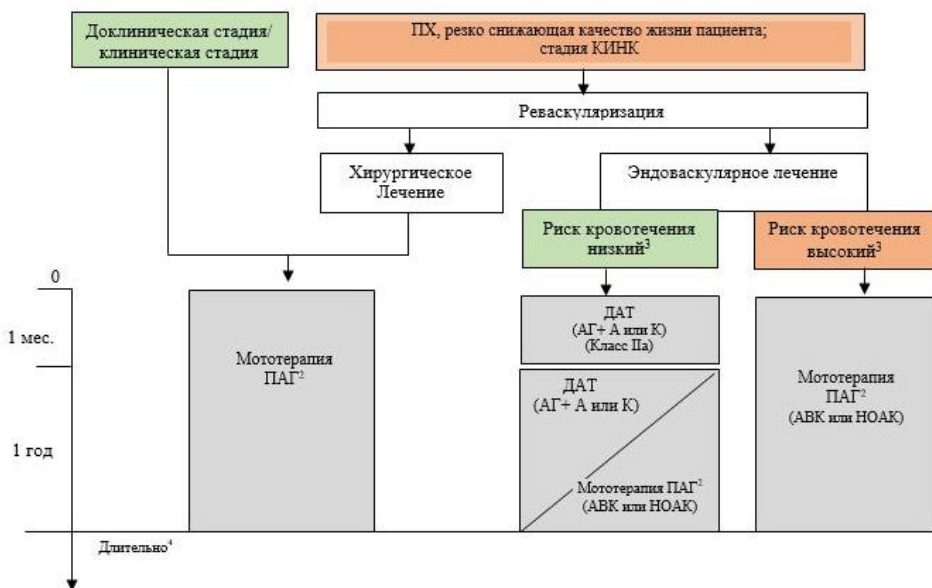 Доклиническая стадия/
клиническая стадия
ПХ, резко снижающая качество жизни пациента;
стадия КИНК
Реваскуляризация
Хирургическое
Лечение
Эндоваскулярное лечение
Риск кровотечения
низкий³
Риск кровотечения
высокий³
0
1 мес.
1 год
Длительно⁴
Мототерапия
ПАГ²
ДАТ
(АГ+ А или К)
(Класс IIa)
ДАТ
(АГ+ А или К)
Мототерапия ПАГ²
(АВК или НОАК)
Мототерапия
ПАГ²
(АВК или НОАК)